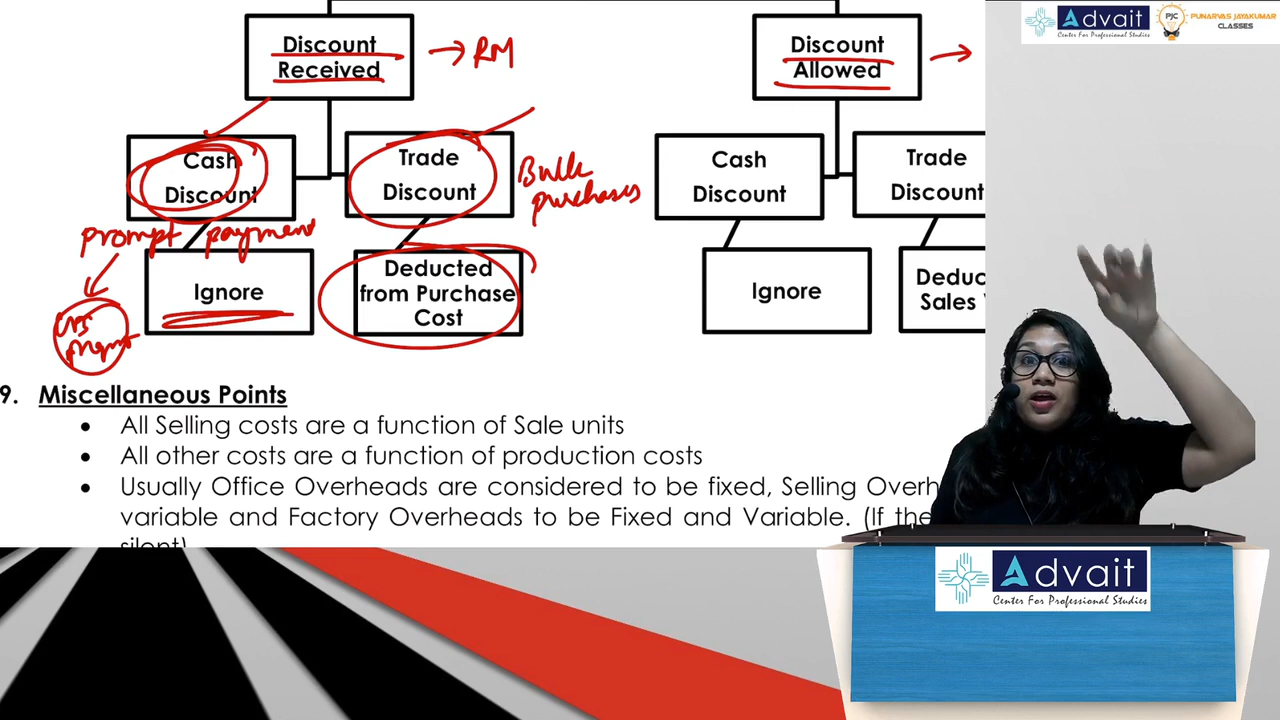 Advait
Center For Professional Studies
PJC
PUNARVAS JAYAKUMAR
CLASSES
Discount
Received
→ RM
Discount
Allowed
→
Cash
Discount
Trade
Discount
Bulk
purchases
Cash
Discount
Trade
Discount
prompt payment
Ignore
Deducted
from Purchase
Cost
Ignore
Deduc
Sales
mgmt
9. Miscellaneous Points
• All Selling costs are a function of Sale units
• All other costs are a function of production costs
• Usually Office Overheads are considered to be fixed, Selling Overh
variable and Factory Overheads to be Fixed and Variable. (If the
silent)
Advait
Center For Professional Studies